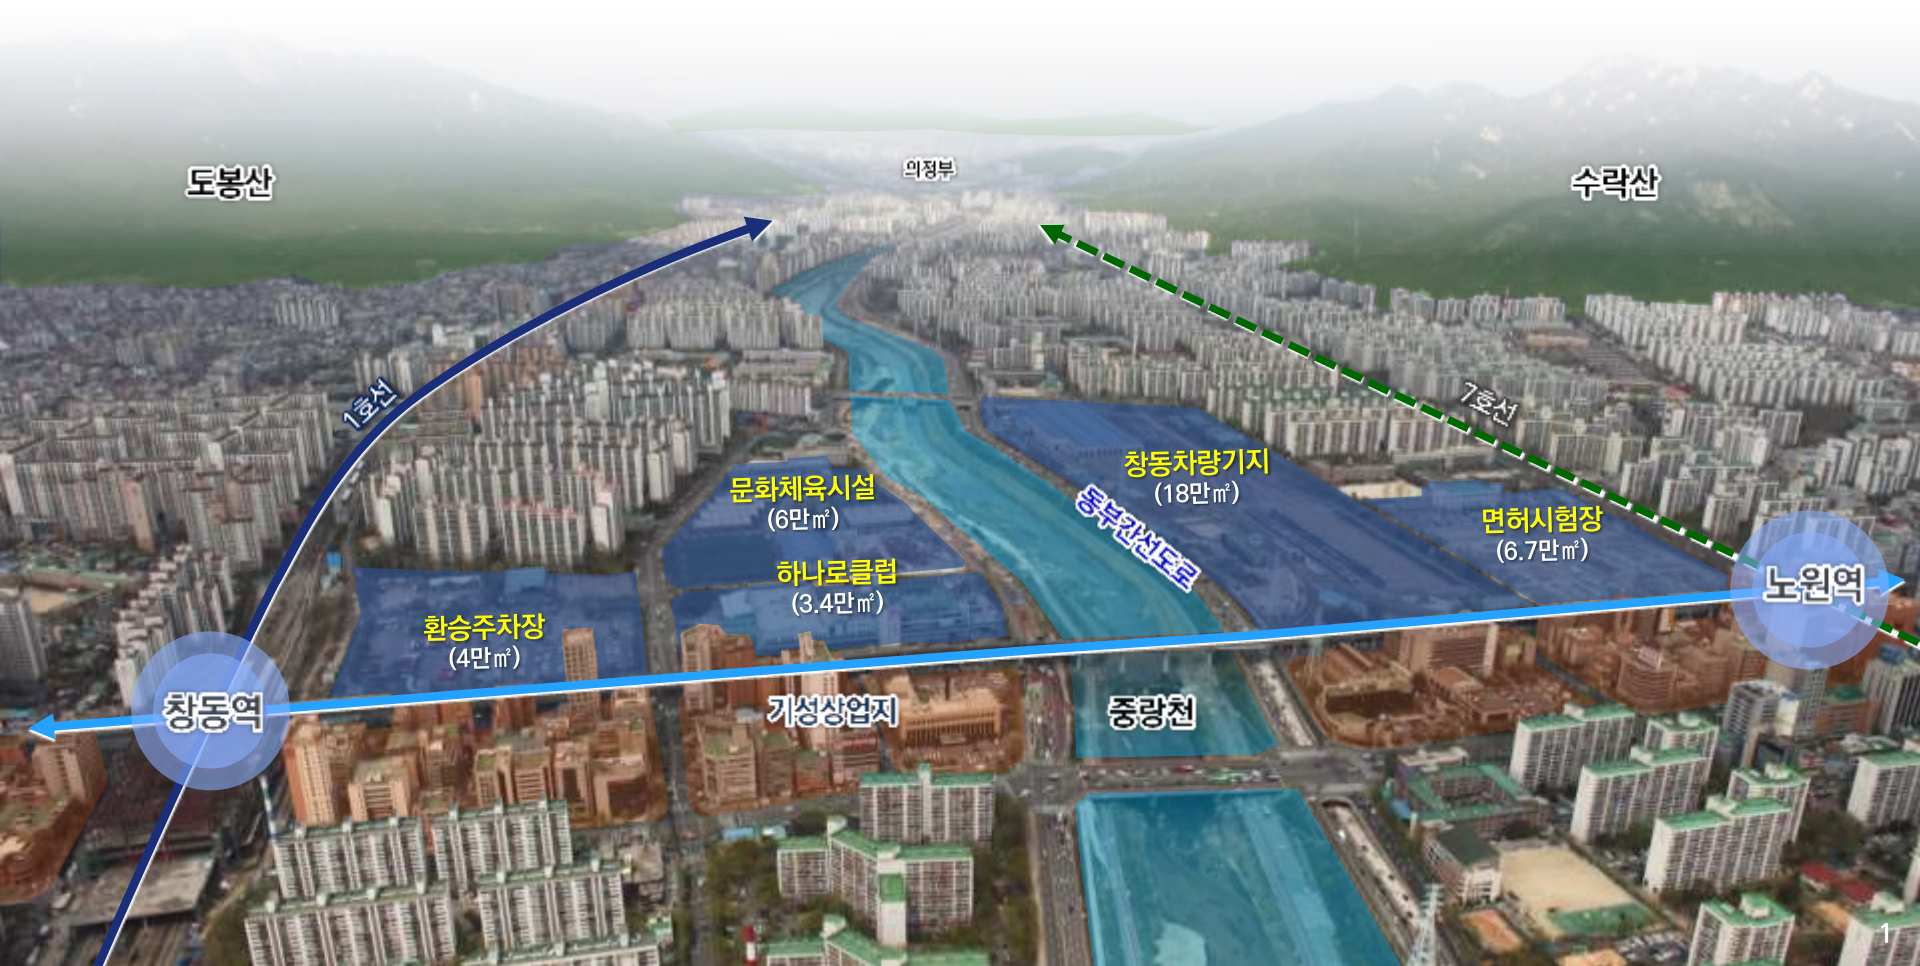 의정부
도봉산
수락산
1호선
7호선
창동차량기지
(18만㎡)
문화체육시설
(6만㎡)
동부간선도로
면허시험장
(6.7만㎡)
하나로클럽
(3.4만㎡)
노원역
환승주차장
(4만㎡)
창동역
기성상업지
중랑천
1